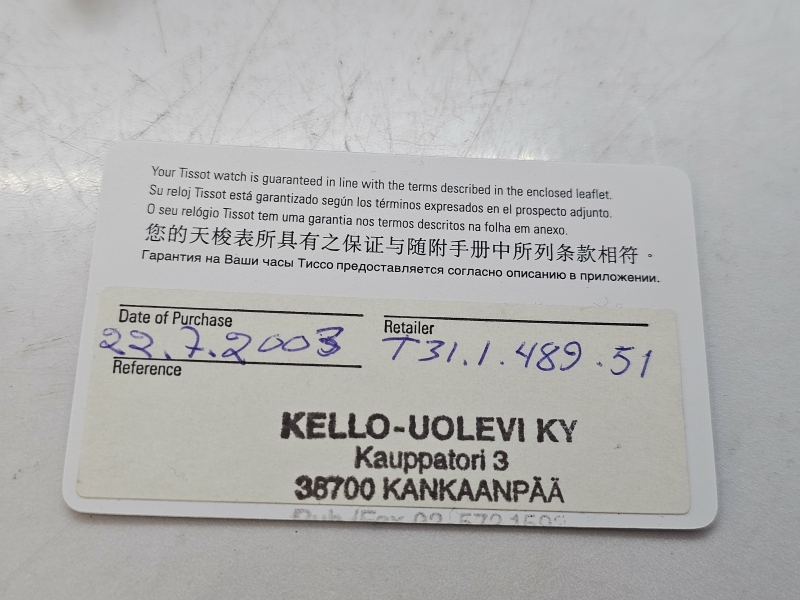 Your Tissot watch is guaranteed in line with the terms described in the enclosed leaflet.
Su reloj Tissot está garantizado según los términos expresados en el prospecto adjunto.
O seu relógio Tissot tem uma garantia nos termos descritos na folha em anexo.
您的天梭表所具有之保证与随附手册中所列条款相符。
Гарантия на Ваши часы Тиссо предоставляется согласно описанию в приложении.
Date of Purchase
22.7.2003
Retailer
T31.1.489.51
Reference
KELLO-UOLEVI KY
Kauppatori 3
38700 KANKAANPÄÄ